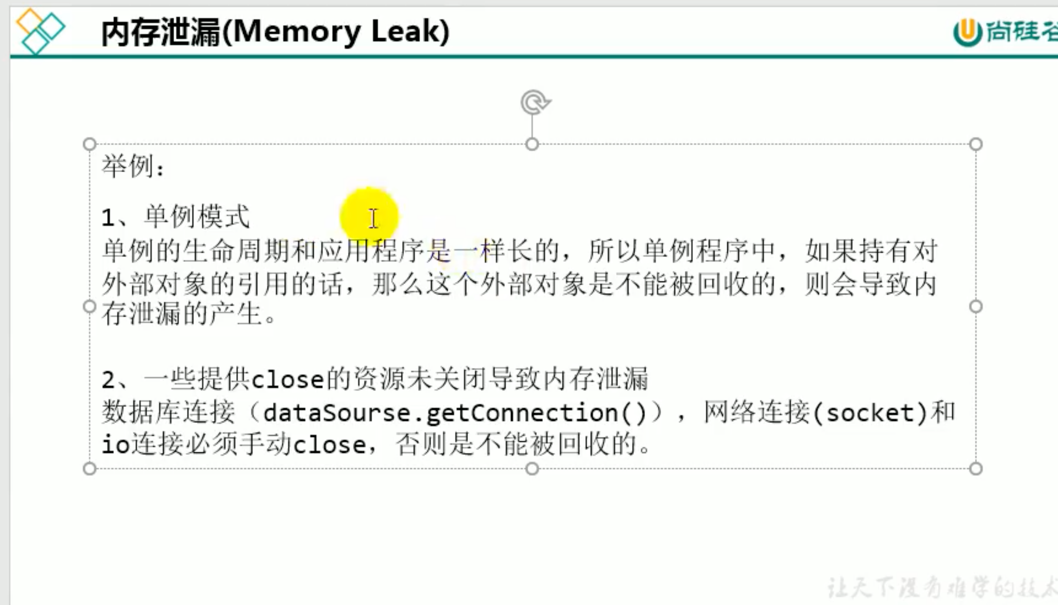 内存泄漏(Memory Leak)
尚硅谷
举例：
1、单例模式
单例的生命周期和应用程序是一样长的，所以单例程序中，如果持有对
外部对象的引用的话，那么这个外部对象是不能被回收的，则会导致内
存泄漏的产生。
2、一些提供close的资源未关闭导致内存泄漏
数据库连接（dataSourse.getConnection()），网络连接(socket)和
io连接必须手动close，否则是不能被回收的。
让天下没有难学的技术